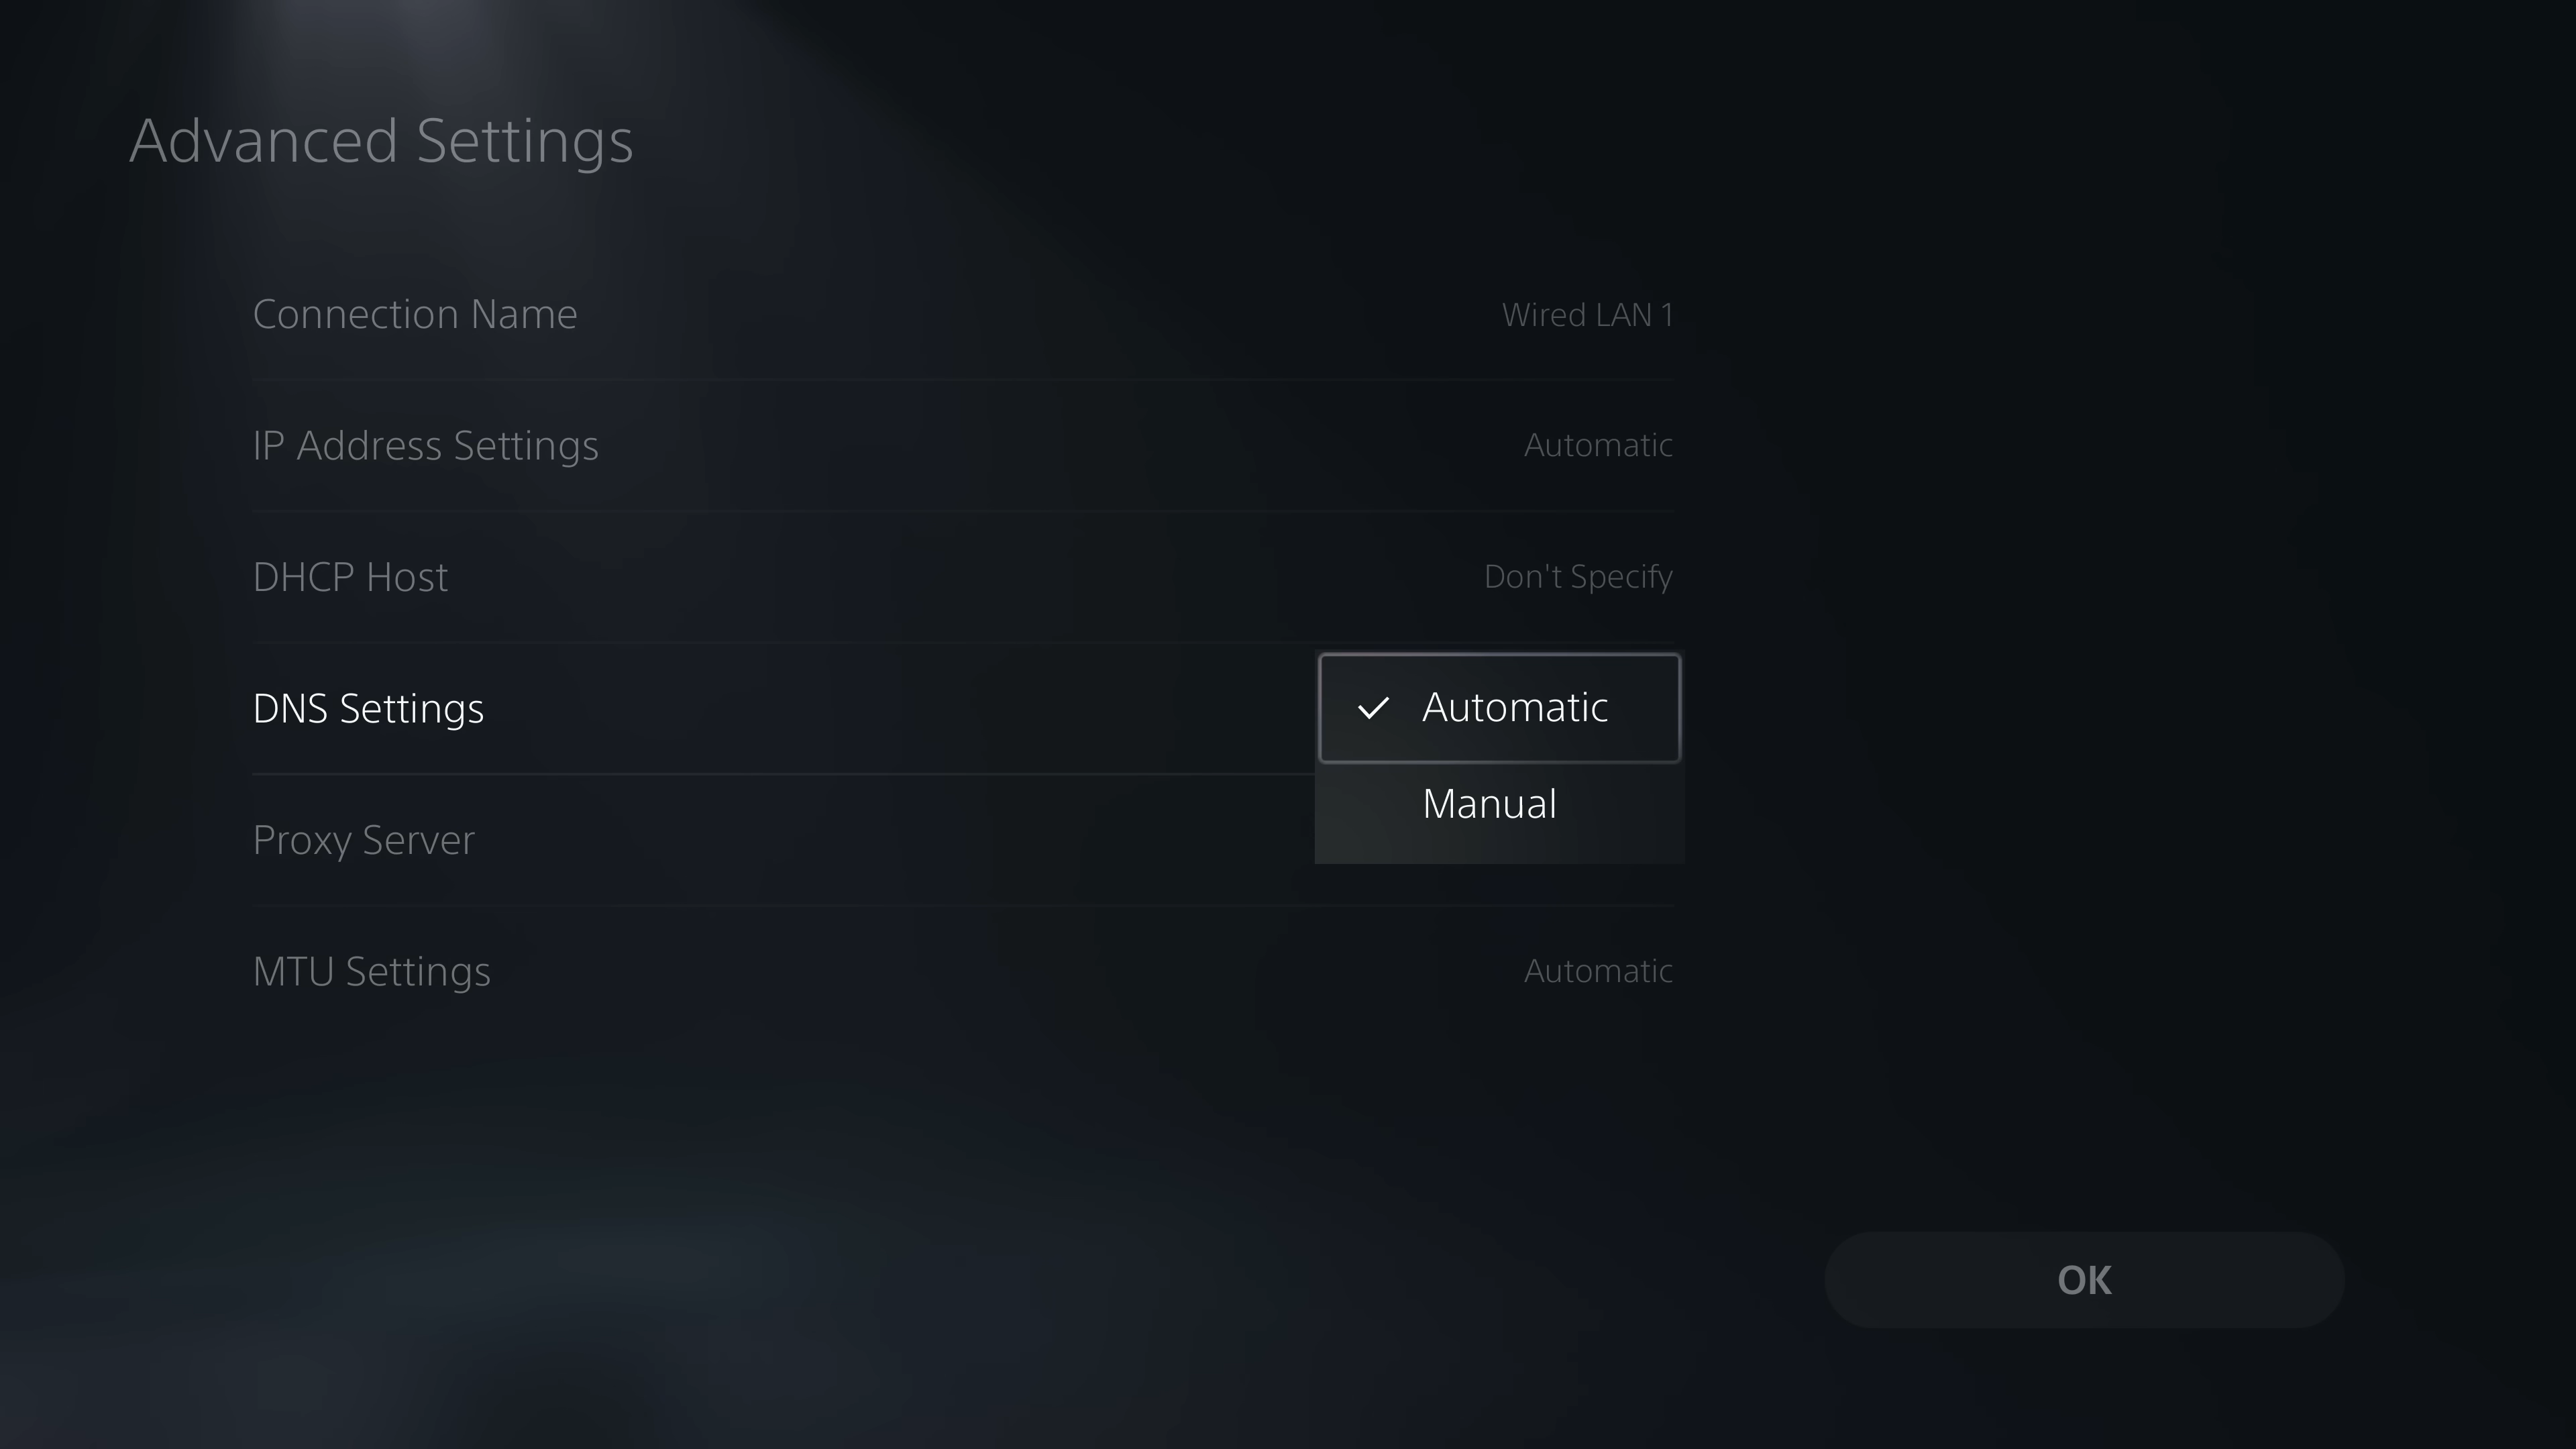 Advanced Settings
Connection Name Wired LAN 1
IP Address Settings Automatic
DHCP Host Don't Specify
DNS Settings Automatic
Manual
Proxy Server
MTU Settings Automatic
OK